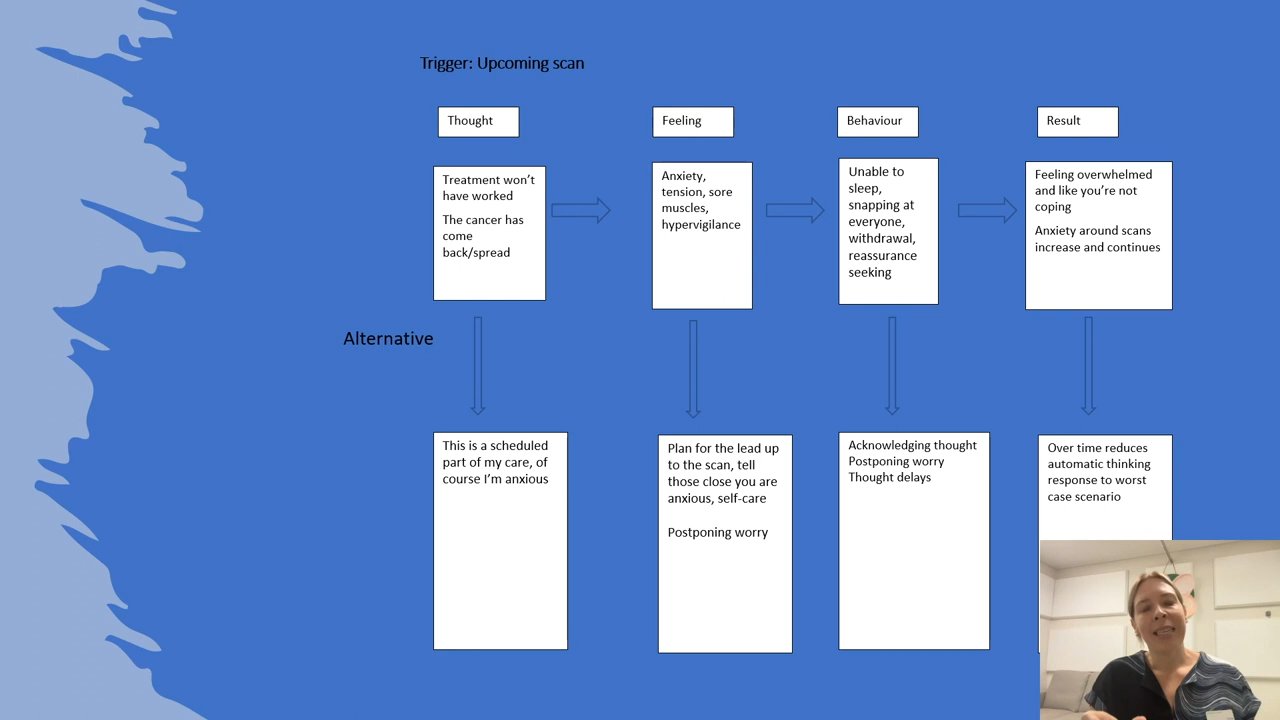 Trigger: Upcoming scan
Thought
Feeling
Behaviour
Result
Treatment won’t
have worked
The cancer has
come
back/spread
Anxiety,
tension, sore
muscles,
hypervigilance
Unable to
sleep,
snapping at
everyone,
withdrawal,
reassurance
seeking
Feeling overwhelmed
and like you’re not
coping
Anxiety around scans
increase and continues
Alternative
This is a scheduled
part of my care, of
course I’m anxious
Plan for the lead up
to the scan, tell
those close you are
anxious, self-care
Postponing worry
Acknowledging thought
Postponing worry
Thought delays
Over time reduces
automatic thinking
response to worst
case scenario